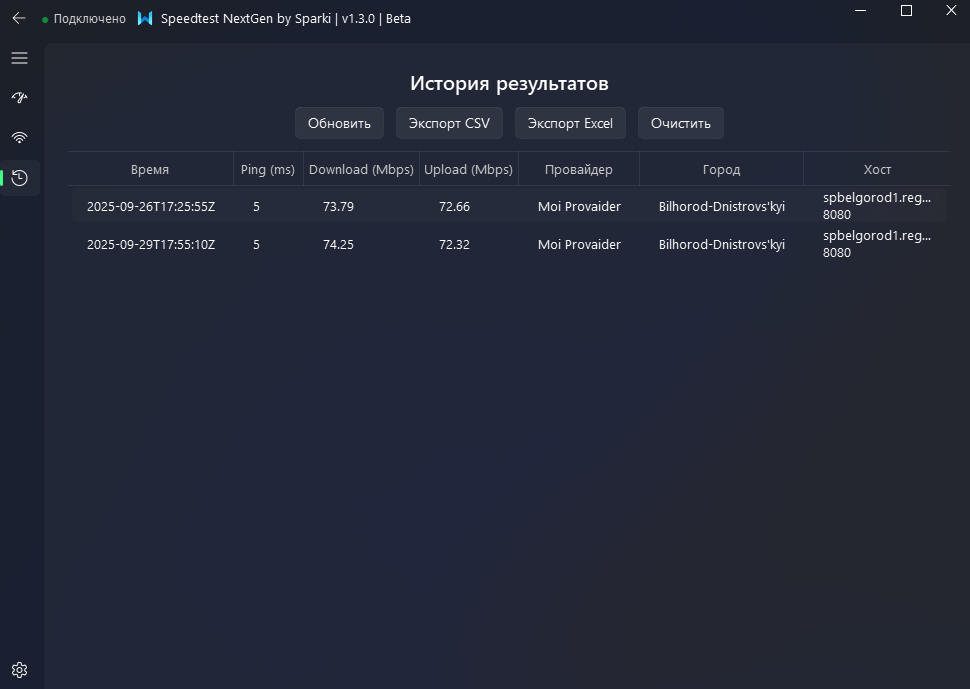 Подключено Speedtest NextGen by Sparki | v1.3.0 | Beta
История результатов
Обновить Экспорт CSV Экспорт Excel Очистить
Время Ping (ms) Download (Mbps) Upload (Mbps) Провайдер Город Хост
2025-09-26T17:25:55Z 5 73.79 72.66 Moi Provaider Bilhorod-Dnistrovs'kyi spbelgorod1.reg...
8080
2025-09-29T17:55:10Z 5 74.25 72.32 Moi Provaider Bilhorod-Dnistrovs'kyi spbelgorod1.reg...
8080